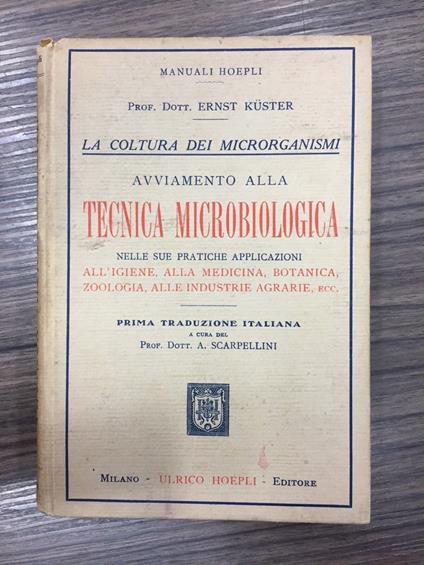 MANUALI HOEPLI
PROF. DOTT. ERNST KÜSTER
LA COLTURA DEI MICRORGANISMI
AVVIAMENTO ALLA
TECNICA MICROBIOLOGICA
NELLE SUE PRATICHE APPLICAZIONI
ALL'IGIENE, ALLA MEDICINA, BOTANICA,
ZOOLOGIA, ALLE INDUSTRIE AGRARIE, ECC.
PRIMA TRADUZIONE ITALIANA
A CURA DEL
PROF. DOTT. A. SCARPELLINI
MILANO - ULRICO HOEPLI - EDITORE